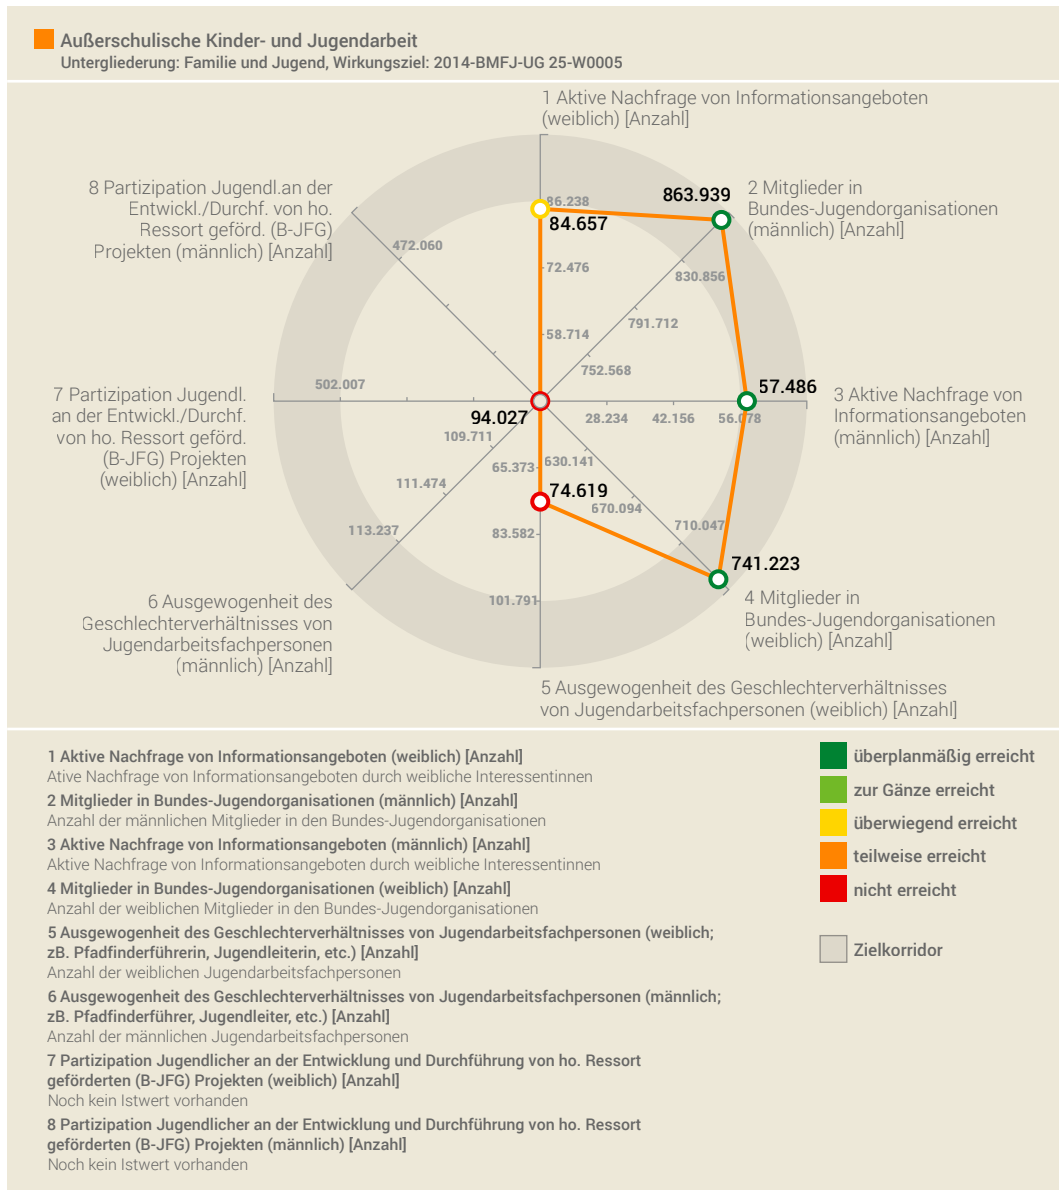 Außerschulische Kinder- und Jugendarbeit
Untergliederung: Familie und Jugend, Wirkungsziel: 2014-BMFJ-UG 25-W0005
1 Aktive Nachfrage von Informationsangeboten
(weiblich) [Anzahl]
8 Partizipation Jugendl.an der
Entwickl./Durchf. von ho.
Ressort geförd. (B-JFG)
Projekten (männlich) [Anzahl]
2 Mitglieder in
Bundes-Jugendorganisationen
(männlich) [Anzahl]
863.939
86.238
84.657
472.060
830.856
72.476
791.712
58.714
752.568
7 Partizipation Jugendl.
an der Entwickl./Durchf.
von ho. Ressort geförd.
(B-JFG) Projekten
(weiblich) [Anzahl]
502.007
57.486
3 Aktive Nachfrage von
Informationsangeboten
(männlich) [Anzahl]
94.027
28.234
42.156
56.078
109.711
65.373
630.141
111.474
74.619
670.094
113.237
83.582
710.047
741.223
101.791
6 Ausgewogenheit des
Geschlechterverhältnisses von
Jugendarbeitsfachpersonen
(männlich) [Anzahl]
4 Mitglieder in
Bundes-Jugendorganisationen
(weiblich) [Anzahl]
5 Ausgewogenheit des Geschlechterverhältnisses
von Jugendarbeitsfachpersonen (weiblich) [Anzahl]
1 Aktive Nachfrage von Informationsangeboten (weiblich) [Anzahl]
Ative Nachfrage von Informationsangeboten durch weibliche Interessentinnen
2 Mitglieder in Bundes-Jugendorganisationen (männlich) [Anzahl]
Anzahl der männlichen Mitglieder in den Bundes-Jugendorganisationen
3 Aktive Nachfrage von Informationsangeboten (männlich) [Anzahl]
Aktive Nachfrage von Informationsangeboten durch weibliche Interessentinnen
4 Mitglieder in Bundes-Jugendorganisationen (weiblich) [Anzahl]
Anzahl der weiblichen Mitglieder in den Bundes-Jugendorganisationen
5 Ausgewogenheit des Geschlechterverhältnisses von Jugendarbeitsfachpersonen (weiblich;
zB. Pfadfinderführerin, Jugendleiterin, etc.) [Anzahl]
Anzahl der weiblichen Jugendarbeitsfachpersonen
6 Ausgewogenheit des Geschlechterverhältnisses von Jugendarbeitsfachpersonen (männlich;
zB. Pfadfinderführer, Jugendleiter, etc.) [Anzahl]
Anzahl der männlichen Jugendarbeitsfachpersonen
7 Partizipation Jugendlicher an der Entwicklung und Durchführung von ho. Ressort
geförderten (B-JFG) Projekten (weiblich) [Anzahl]
Noch kein Istwert vorhanden
8 Partizipation Jugendlicher an der Entwicklung und Durchführung von ho. Ressort
geförderten (B-JFG) Projekten (männlich) [Anzahl]
Noch kein Istwert vorhanden
überplanmäßig erreicht
zur Gänze erreicht
überwiegend erreicht
teilweise erreicht
nicht erreicht
Zielkorridor